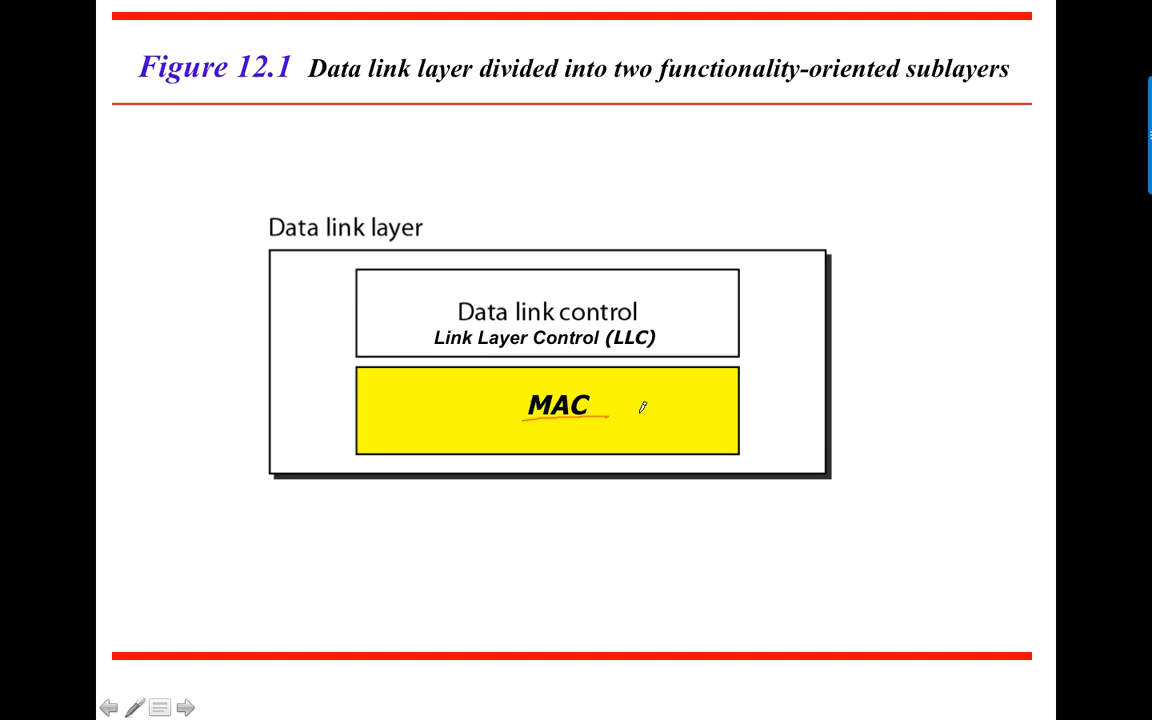 Figure 12.1 Data link layer divided into two functionality-oriented sublayers
Data link layer
Data link control
Link Layer Control (LLC)
MAC